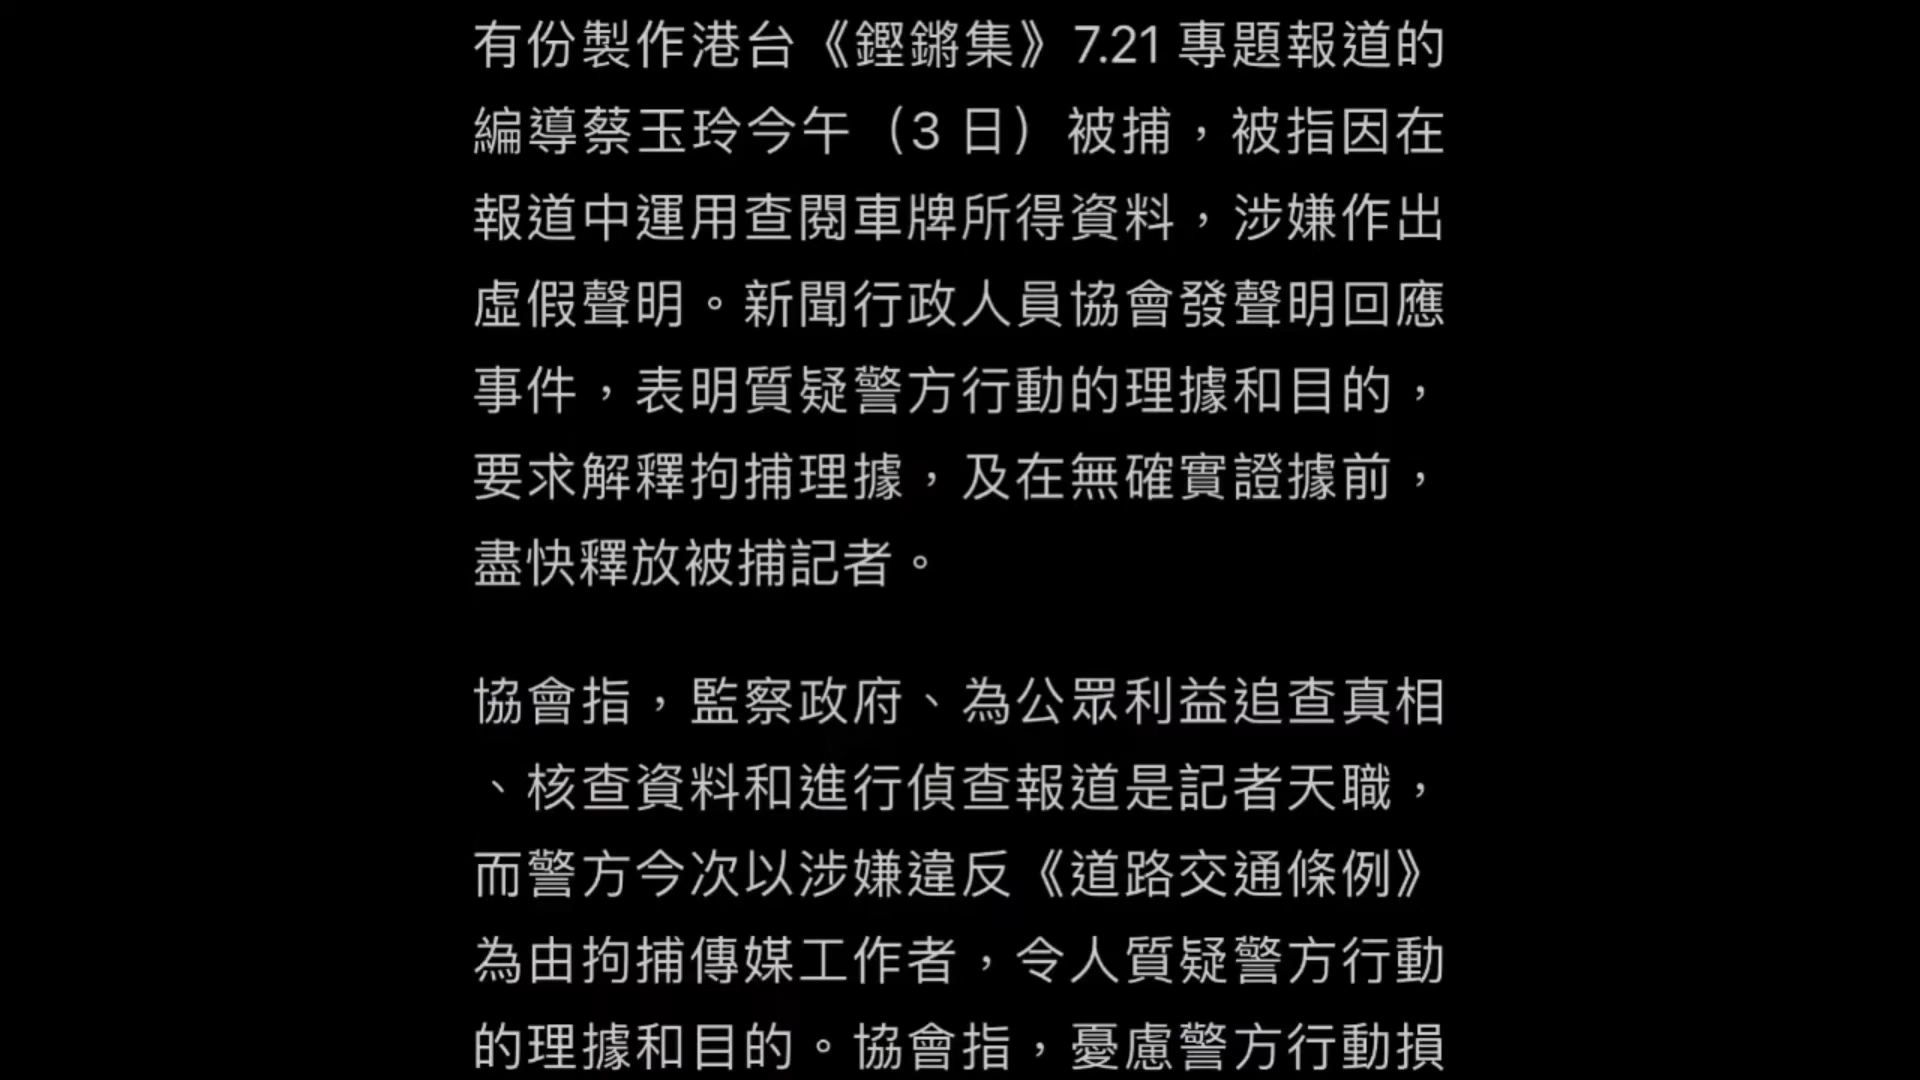 有份製作港台《鏗鏘集》7.21 專題報道的
編導蔡玉玲今午（3 日）被捕，被指因在
報道中運用查閱車牌所得資料，涉嫌作出
虛假聲明。新聞行政人員協會發聲明回應
事件，表明質疑警方行動的理據和目的，
要求解釋拘捕理據，及在無確實證據前，
盡快釋放被捕記者。
協會指，監察政府、為公眾利益追查真相
、核查資料和進行偵查報道是記者天職，
而警方今次以涉嫌違反《道路交通條例》
為由拘捕傳媒工作者，令人質疑警方行動
的理據和目的。協會指，憂慮警方行動損